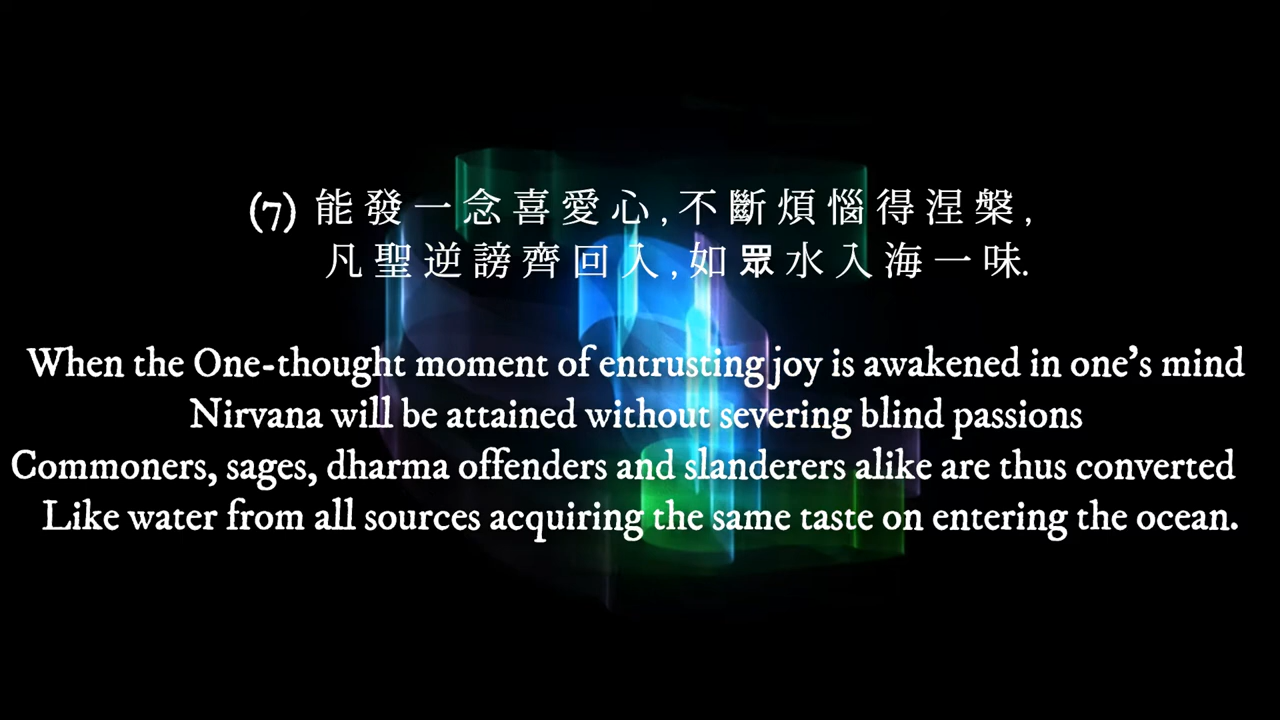 (7) 能發一念喜愛心,不斷煩惱得涅槃,
凡聖逆謗齊回入,如眾水入海一味.
When the One-thought moment of entrusting joy is awakened in one's mind
Nirvana will be attained without severing blind passions
Commoners, sages, dharma offenders and slanderers alike are thus converted
Like water from all sources acquiring the same taste on entering the ocean.